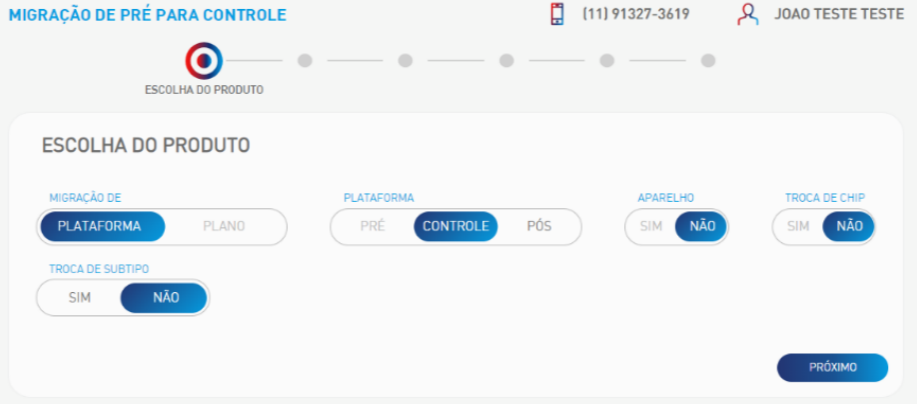 MIGRAÇÃO DE PRÉ PARA CONTROLE (11) 91327-3619 JOAO TESTE TESTE
ESCOLHA DO PRODUTO
ESCOLHA DO PRODUTO
MIGRAÇÃO DE PLATAFORMA APARELHO TROCA DE CHIP
PLATAFORMA PLANO PRÉ CONTROLE PÓS SIM NÃO SIM NÃO
TROCA DE SUBTIPO
SIM NÃO
PRÓXIMO